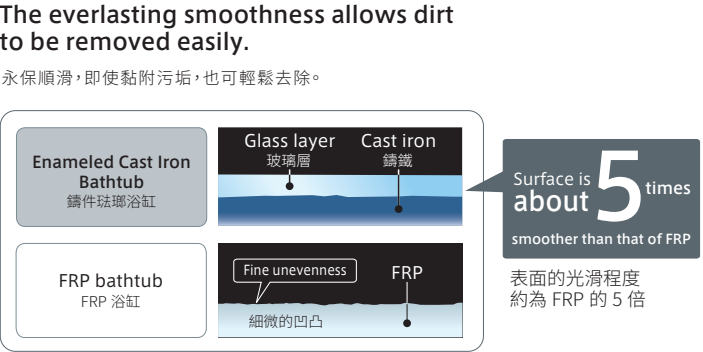 The everlasting smoothness allows dirt
to be removed easily.
永保順滑，即使黏附污垢，也可輕鬆去除。
Enameled Cast Iron
Bathtub
鑄件琺瑯浴缸
Glass layer
玻璃層
Cast iron
鑄鐵
Surface is
about 5 times
smoother than that of FRP
表面的光滑程度
約為 FRP 的 5 倍
FRP bathtub
FRP 浴缸
Fine unevenness
FRP
細微的凹凸